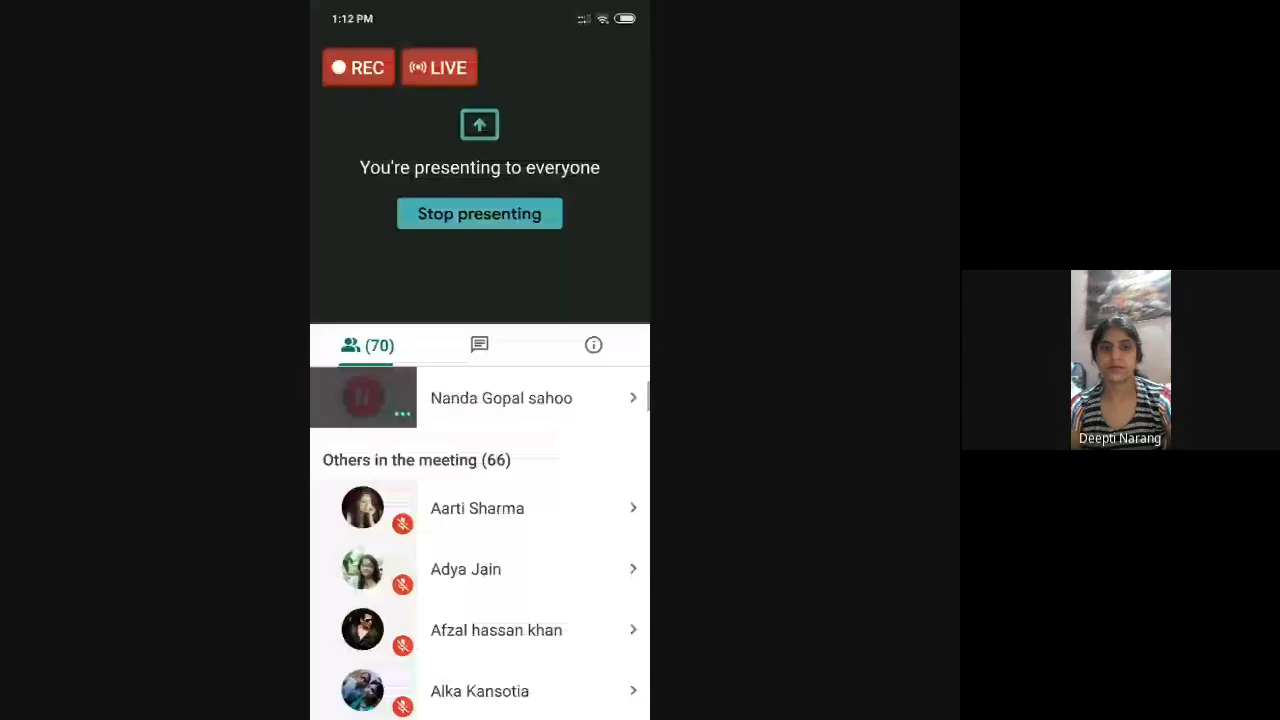 1:12 PM
REC
LIVE
You're presenting to everyone
Stop presenting
(70)
N
Nanda Gopal sahoo
Others in the meeting (66)
Aarti Sharma
Adya Jain
Afzal hassan khan
Alka Kansotia
Deepti Narang